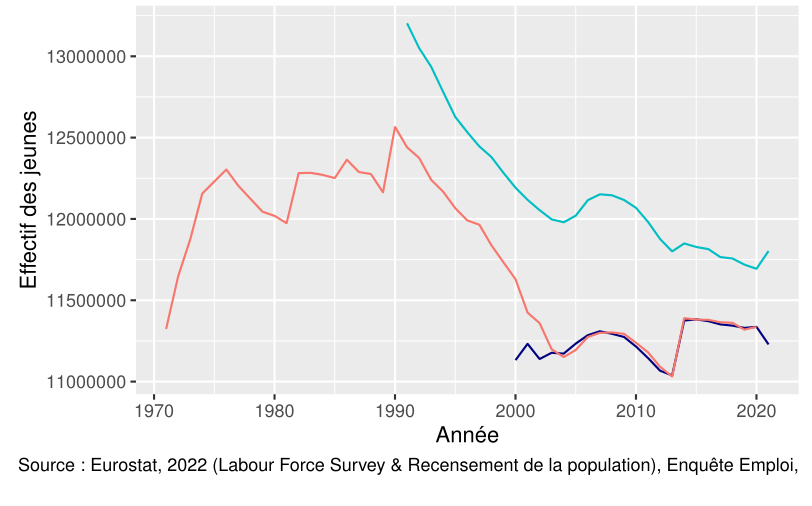 Effectif des jeunes
13000000
12500000
12000000
11500000
11000000
1970 1980 1990 2000 2010 2020
Année
Source : Eurostat, 2022 (Labour Force Survey & Recensement de la population), Enquête Emploi,